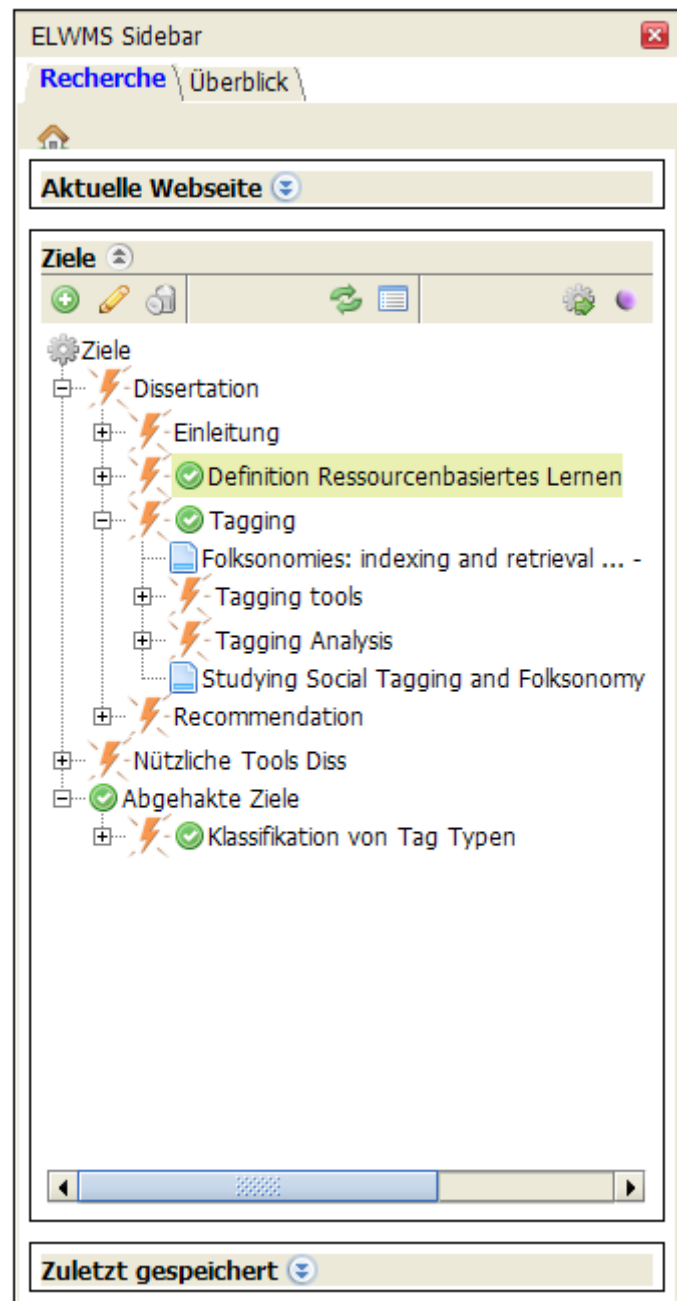 ELWMS Sidebar
Recherche Überblick
Aktuelle Webseite
Ziele
Ziele
Dissertation
Einleitung
Definition Ressourcenbasiertes Lernen
Tagging
Folksonomies: indexing and retrieval ... -
Tagging tools
Tagging Analysis
Studying Social Tagging and Folksonomy
Recommendation
Nützliche Tools Diss
Abgehakte Ziele
Klassifikation von Tag Typen
Zuletzt gespeichert